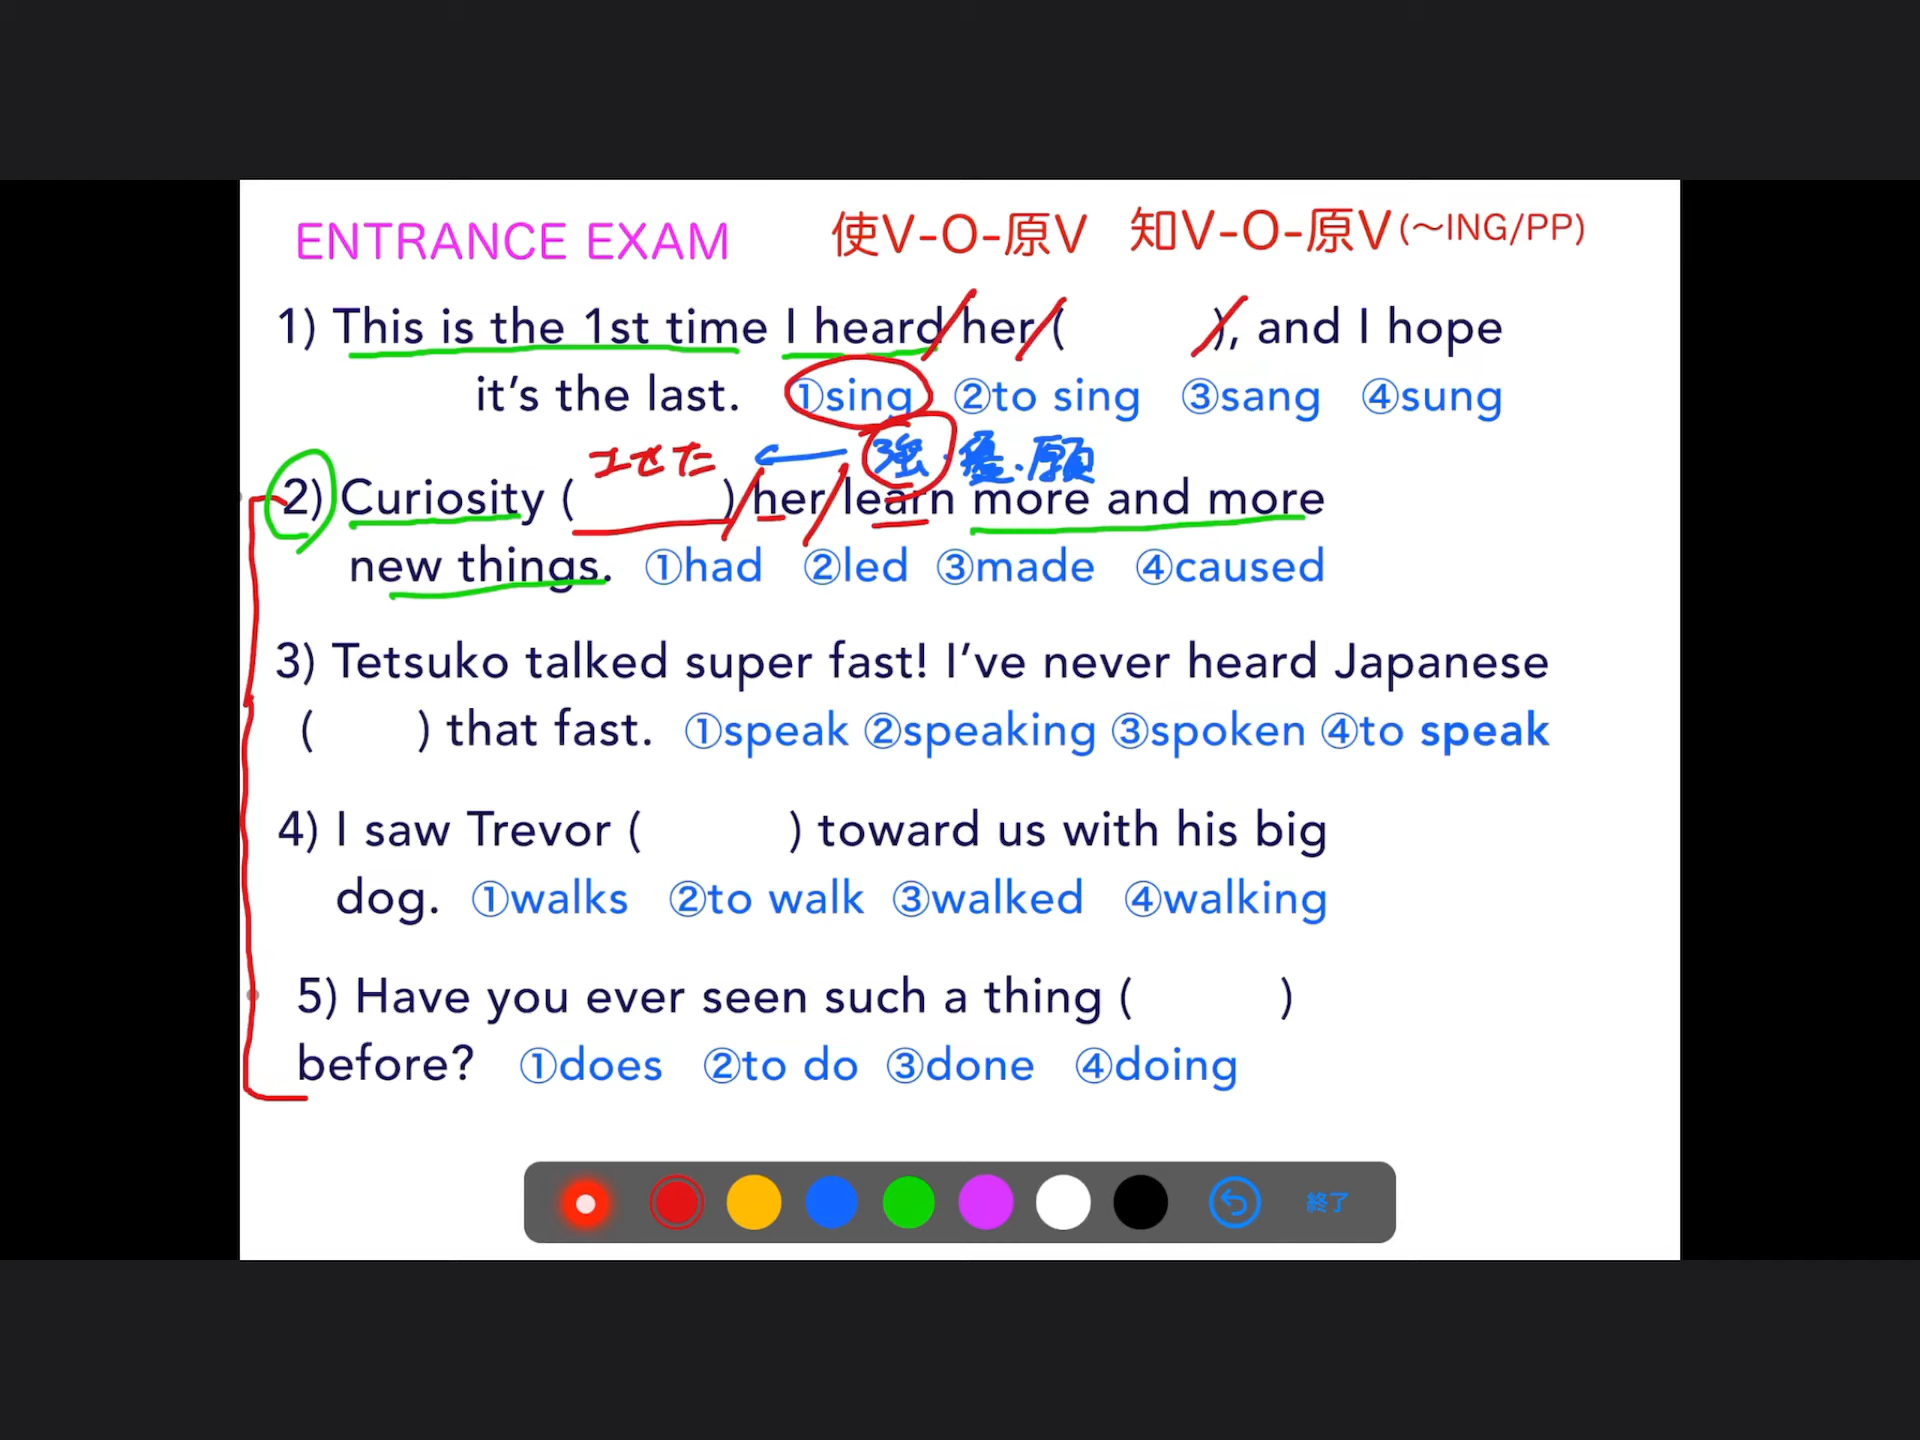 ENTRANCE EXAM 使V-O-原V 知V-O-原V(〜ING/PP)
1) This is the 1st time I heard her ( ), and I hope
it's the last. ①sing ②to sing ③sang ④sung
させた ← 強・優・願
2) Curiosity ( ) her learn more and more
new things. ①had ②led ③made ④caused
3) Tetsuko talked super fast! I've never heard Japanese
( ) that fast. ①speak ②speaking ③spoken ④to speak
4) I saw Trevor ( ) toward us with his big
dog. ①walks ②to walk ③walked ④walking
5) Have you ever seen such a thing ( )
before? ①does ②to do ③done ④doing
終了